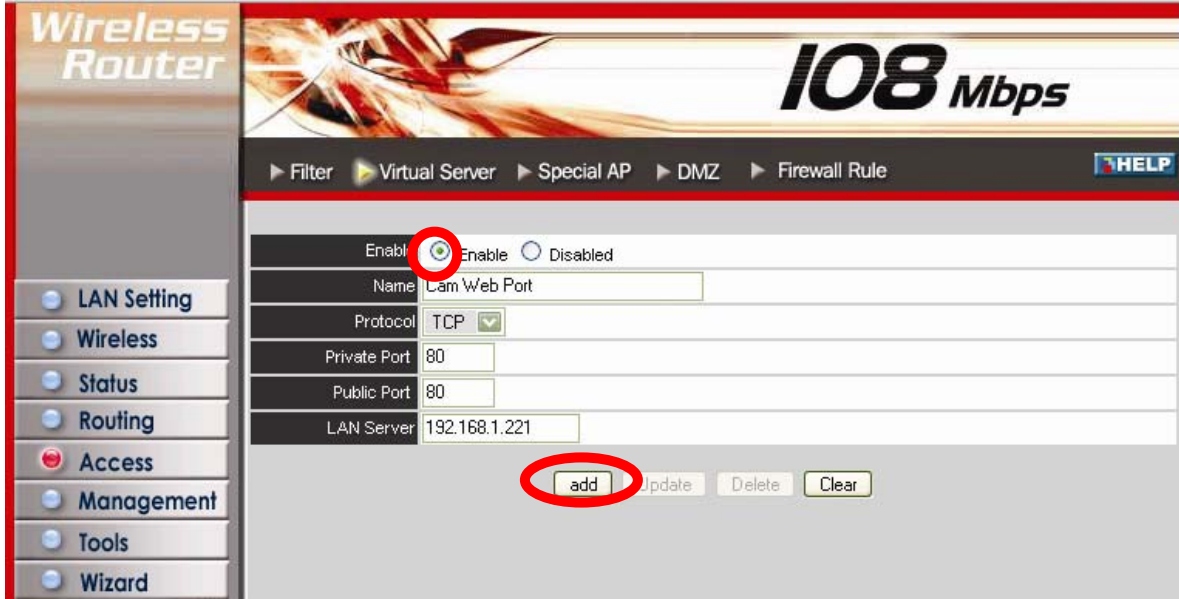 Wireless
Router
108 Mbps
Filter Virtual Server Special AP DMZ Firewall Rule HELP
Enable Enable Disabled
Name Cam Web Port
Protocol TCP
Private Port 80
Public Port 80
LAN Server 192.168.1.221
add Update Delete Clear
LAN Setting
Wireless
Status
Routing
Access
Management
Tools
Wizard